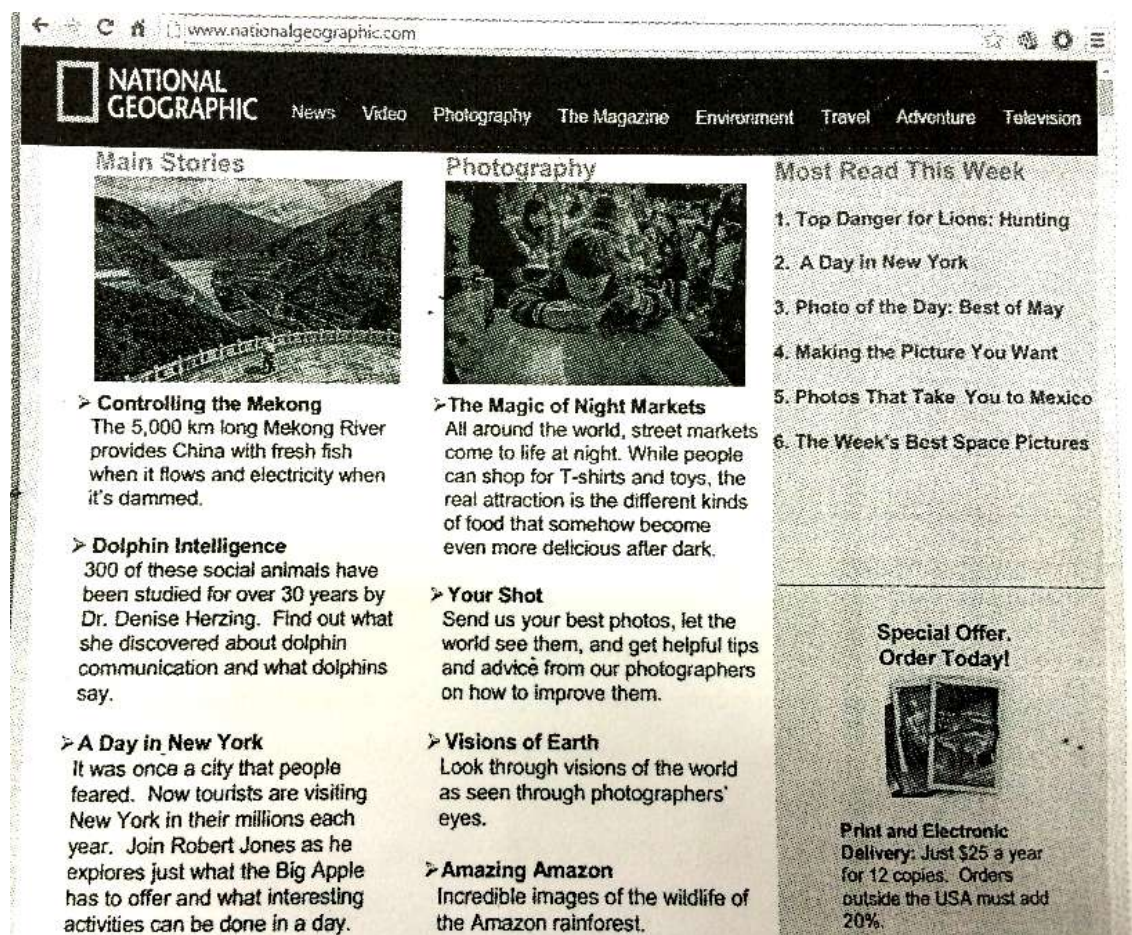 www.nationalgeographic.com
NATIONAL
GEOGRAPHIC
News Video Photography The Magazine Environment Travel Adventure Television
Main Stories
➢ Controlling the Mekong
The 5,000 km long Mekong River
provides China with fresh fish
when it flows and electricity when
it's dammed.
➢ Dolphin Intelligence
300 of these social animals have
been studied for over 30 years by
Dr. Denise Herzing. Find out what
she discovered about dolphin
communication and what dolphins
say.
➢ A Day in New York
It was once a city that people
feared. Now tourists are visiting
New York in their millions each
year. Join Robert Jones as he
explores just what the Big Apple
has to offer and what interesting
activities can be done in a day.
Photography
➢ The Magic of Night Markets
All around the world, street markets
come to life at night. While people
can shop for T-shirts and toys, the
real attraction is the different kinds
of food that somehow become
even more delicious after dark.
➢ Your Shot
Send us your best photos, let the
world see them, and get helpful tips
and advice from our photographers
on how to improve them.
➢ Visions of Earth
Look through visions of the world
as seen through photographers'
eyes.
➢ Amazing Amazon
Incredible images of the wildlife of
the Amazon rainforest.
Most Read This Week
1. Top Danger for Lions: Hunting
2. A Day in New York
3. Photo of the Day: Best of May
4. Making the Picture You Want
5. Photos That Take You to Mexico
6. The Week's Best Space Pictures
Special Offer.
Order Today!
Print and Electronic
Delivery: Just $25 a year
for 12 copies. Orders
outside the USA must add
20%.